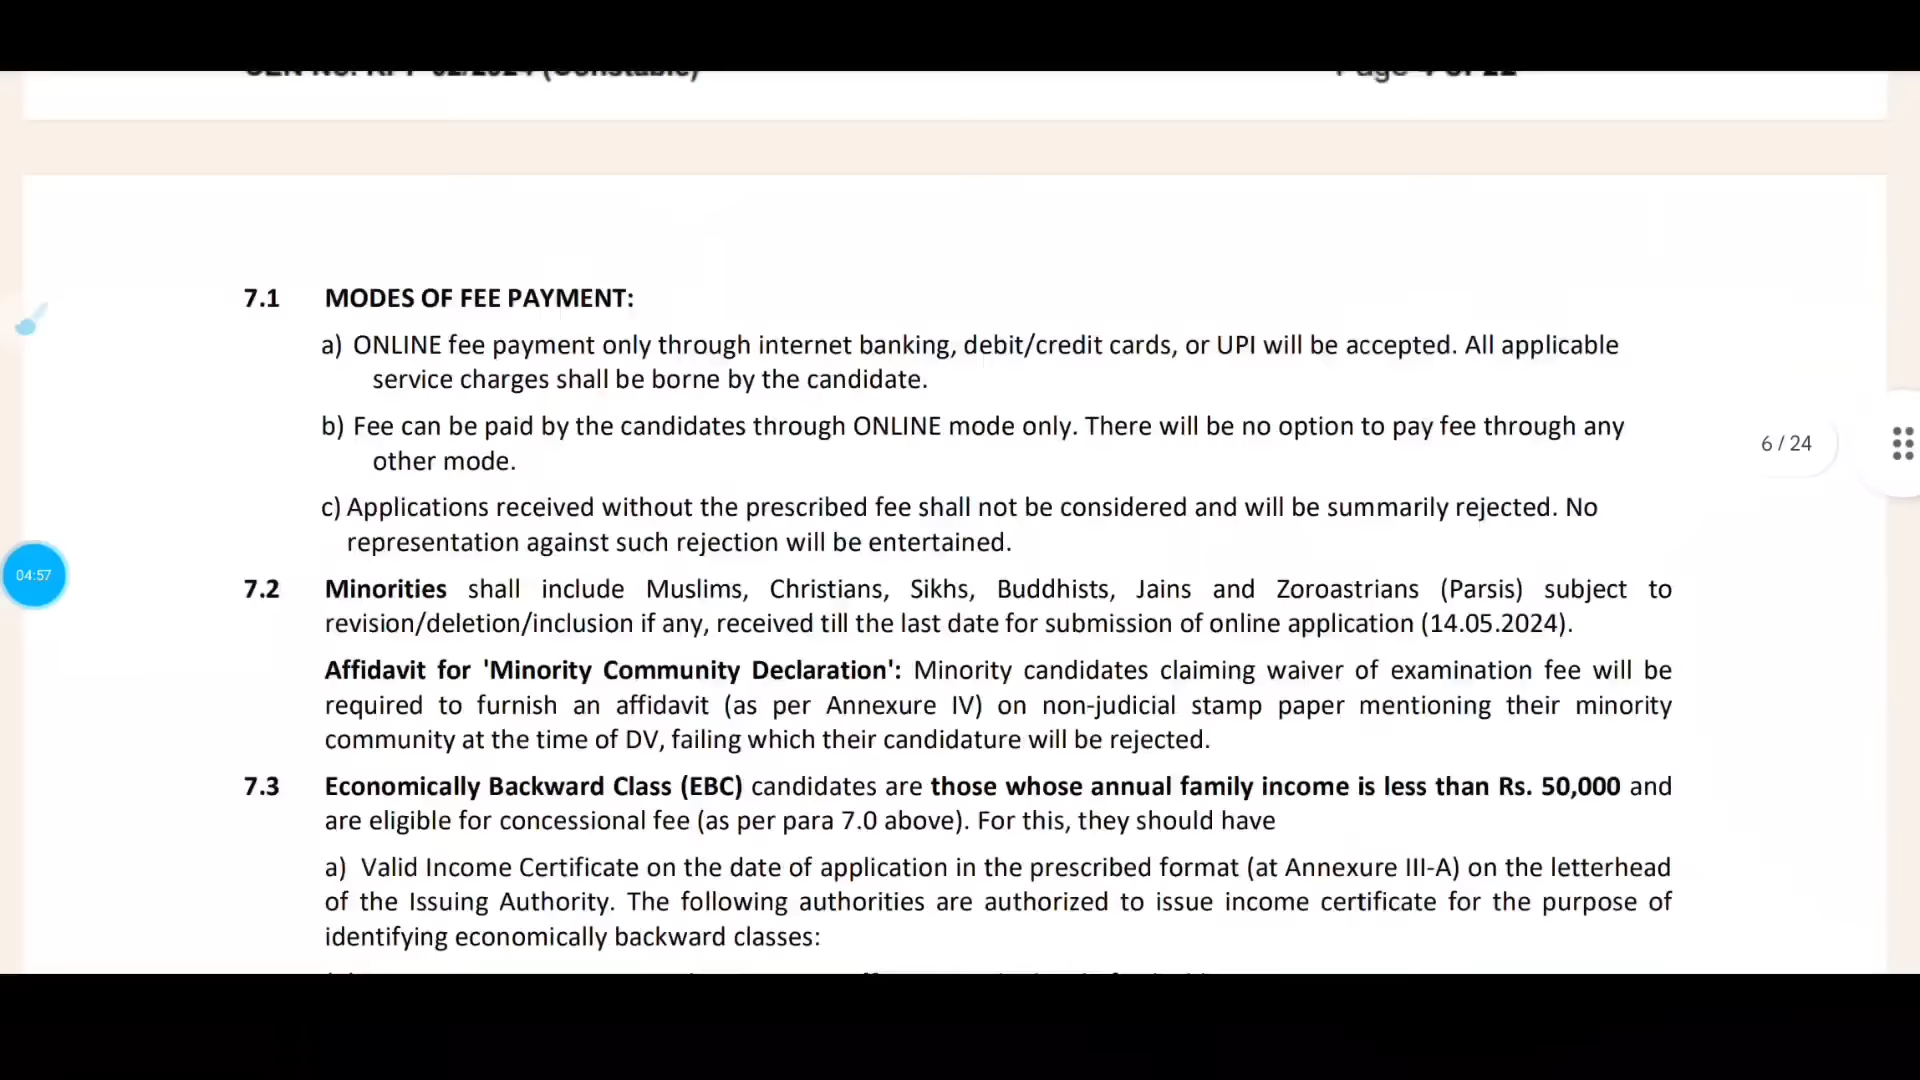 (Constable)
7.1 MODES OF FEE PAYMENT:
a) ONLINE fee payment only through internet banking, debit/credit cards, or UPI will be accepted. All applicable
service charges shall be borne by the candidate.
b) Fee can be paid by the candidates through ONLINE mode only. There will be no option to pay fee through any
other mode.
6 / 24
c) Applications received without the prescribed fee shall not be considered and will be summarily rejected. No
representation against such rejection will be entertained.
04:57
7.2 Minorities shall include Muslims, Christians, Sikhs, Buddhists, Jains and Zoroastrians (Parsis) subject to
revision/deletion/inclusion if any, received till the last date for submission of online application (14.05.2024).
Affidavit for 'Minority Community Declaration': Minority candidates claiming waiver of examination fee will be
required to furnish an affidavit (as per Annexure IV) on non-judicial stamp paper mentioning their minority
community at the time of DV, failing which their candidature will be rejected.
7.3 Economically Backward Class (EBC) candidates are those whose annual family income is less than Rs. 50,000 and
are eligible for concessional fee (as per para 7.0 above). For this, they should have
a) Valid Income Certificate on the date of application in the prescribed format (at Annexure III-A) on the letterhead
of the Issuing Authority. The following authorities are authorized to issue income certificate for the purpose of
identifying economically backward classes: